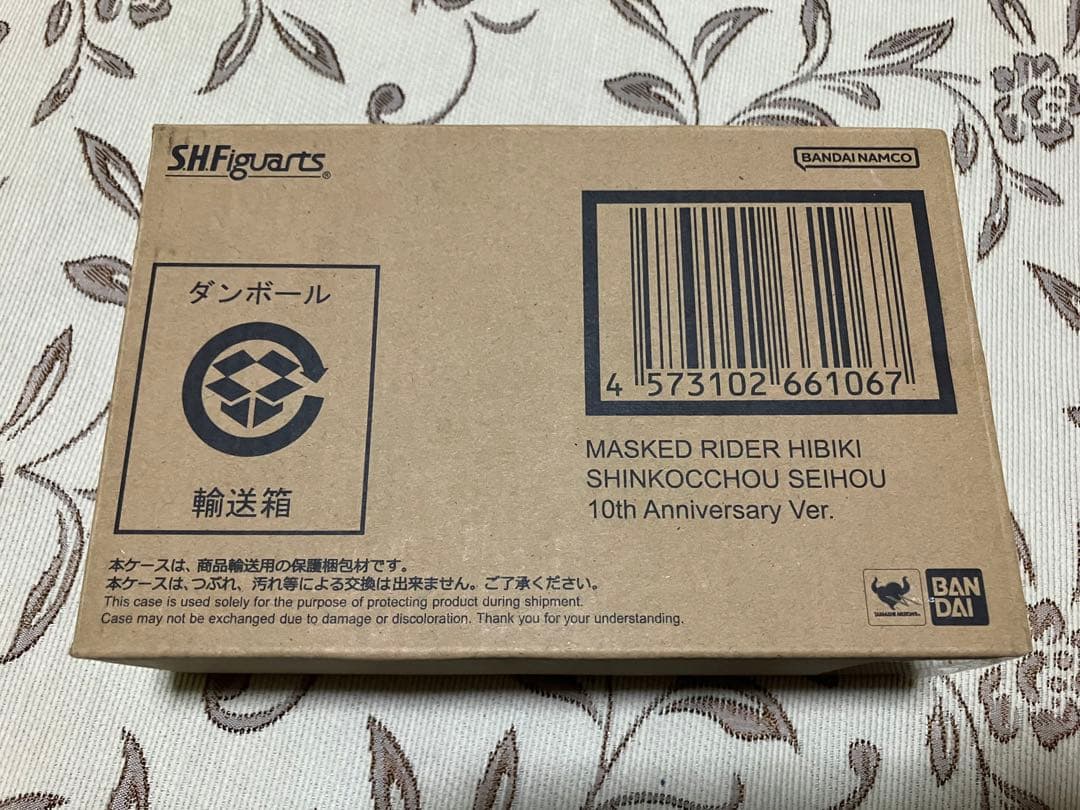 S.H.Figuarts®
BANDAI NAMCO
ダンボール
輸送箱
4 573102 661067
MASKED RIDER HIBIKI
SHINKOCCHOU SEIHOU
10th Anniversary Ver.
本ケースは、商品輸送用の保護梱包材です。
本ケースは、つぶれ、汚れ等による交換は出来ません。ご了承ください。
This case is used solely for the purpose of protecting product during shipment.
Case may not be exchanged due to damage or discoloration. Thank you for your understanding.
TAMASHII NATIONS
BAN
DAI